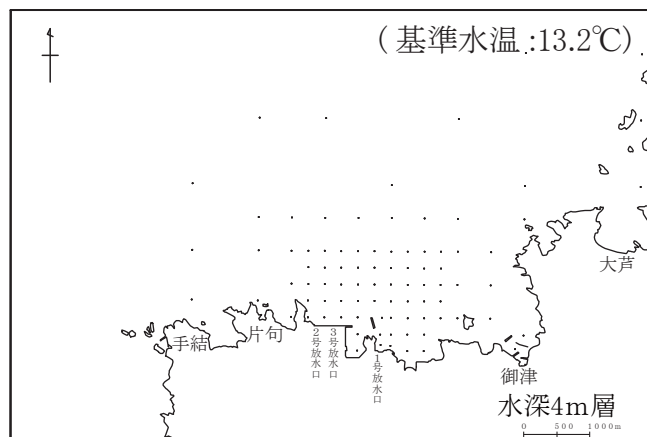 (基準水温:13.2℃)
大芦
手結
片句
2号放水口
3号放水口
1号放水口
御津
水深4m層
0 500 1000m